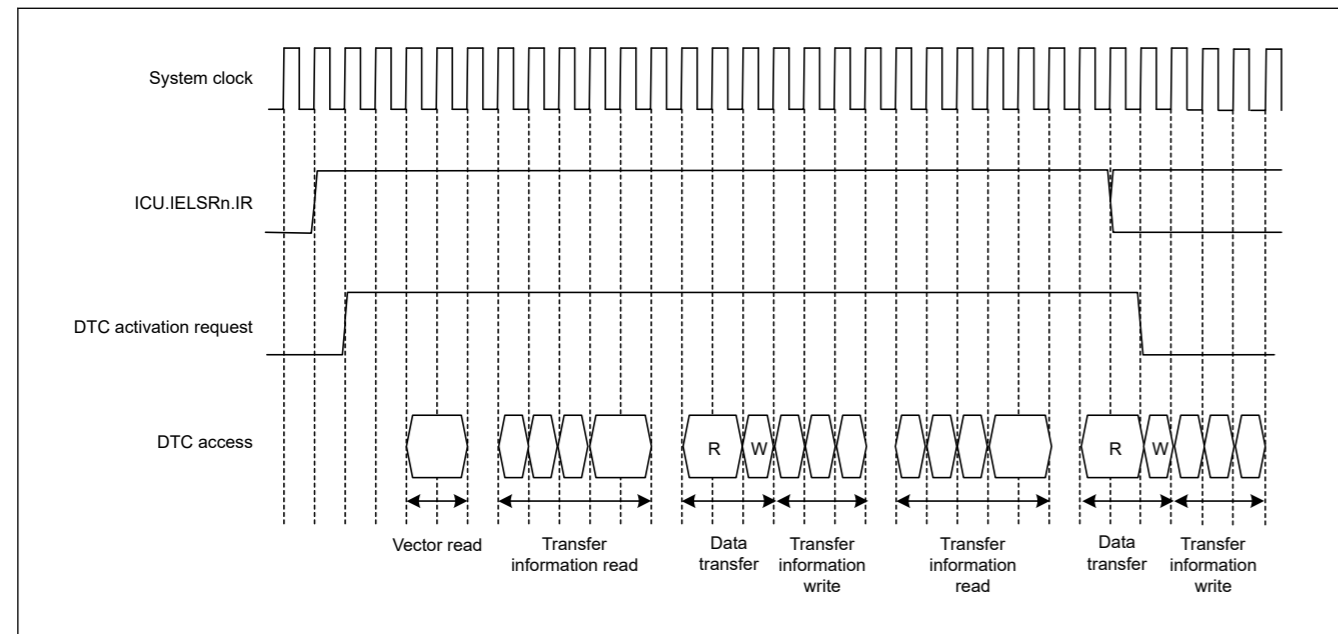 System clock
ICU.IELSRn.IR
DTC activation request
DTC access
R
W
R
W
Vector read
Transfer
information read
Data
transfer
Transfer
information
write
Transfer
information
read
Data
transfer
Transfer
information
write